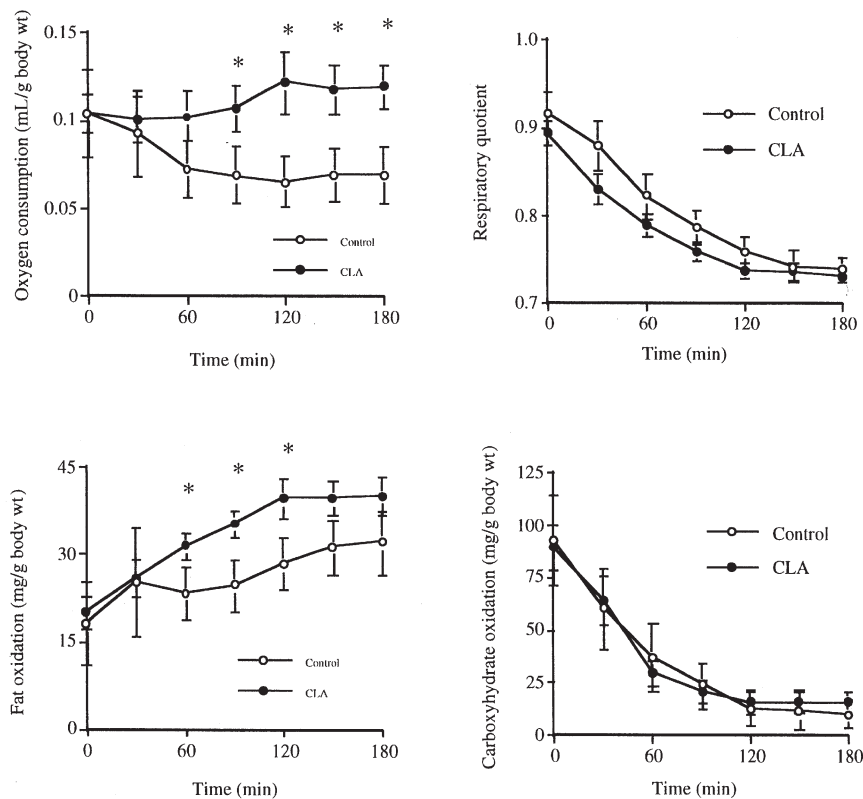 Oxygen consumption (mL/g body wt)
0.15
0.1
0.05
0
* * * *
Control
CLA
0 60 120 180
Time (min)
Respiratory quotient
1.0
0.9
0.8
0.7
Control
CLA
0 60 120 180
Time (min)
Fat oxidation (mg/g body wt)
45
30
15
0
* * *
Control
CLA
0 60 120 180
Time (min)
Carboxyhydrate oxidation (mg/g body wt)
125
100
75
50
25
0
Control
CLA
0 60 120 180
Time (min)